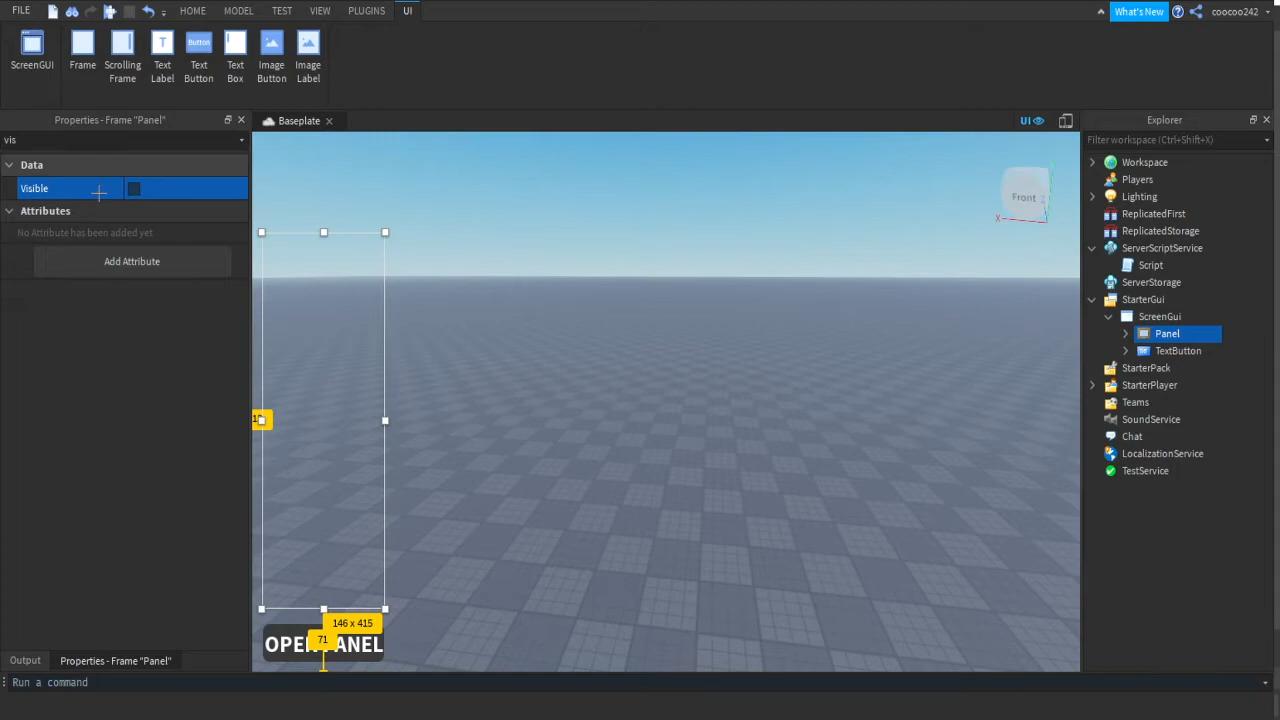 FILE HOME MODEL TEST VIEW PLUGINS UI What's New coocoo242
ScreenGUI Frame Scrolling Frame Text Label Text Button Text Box Image Button Image Label
T Button
Properties - Frame "Panel"
vis
Data
Visible
Attributes
No Attribute has been added yet
Add Attribute
Baseplate
UI
Front
X
Z
OPEN PANEL
146 x 415
71
Explorer
Filter workspace (Ctrl+Shift+X)
Workspace
Players
Lighting
ReplicatedFirst
ReplicatedStorage
ServerScriptService
Script
ServerStorage
StarterGui
ScreenGui
Panel
TextButton
StarterPack
StarterPlayer
Teams
SoundService
Chat
LocalizationService
TestService
Output Properties - Frame "Panel"
Run a command